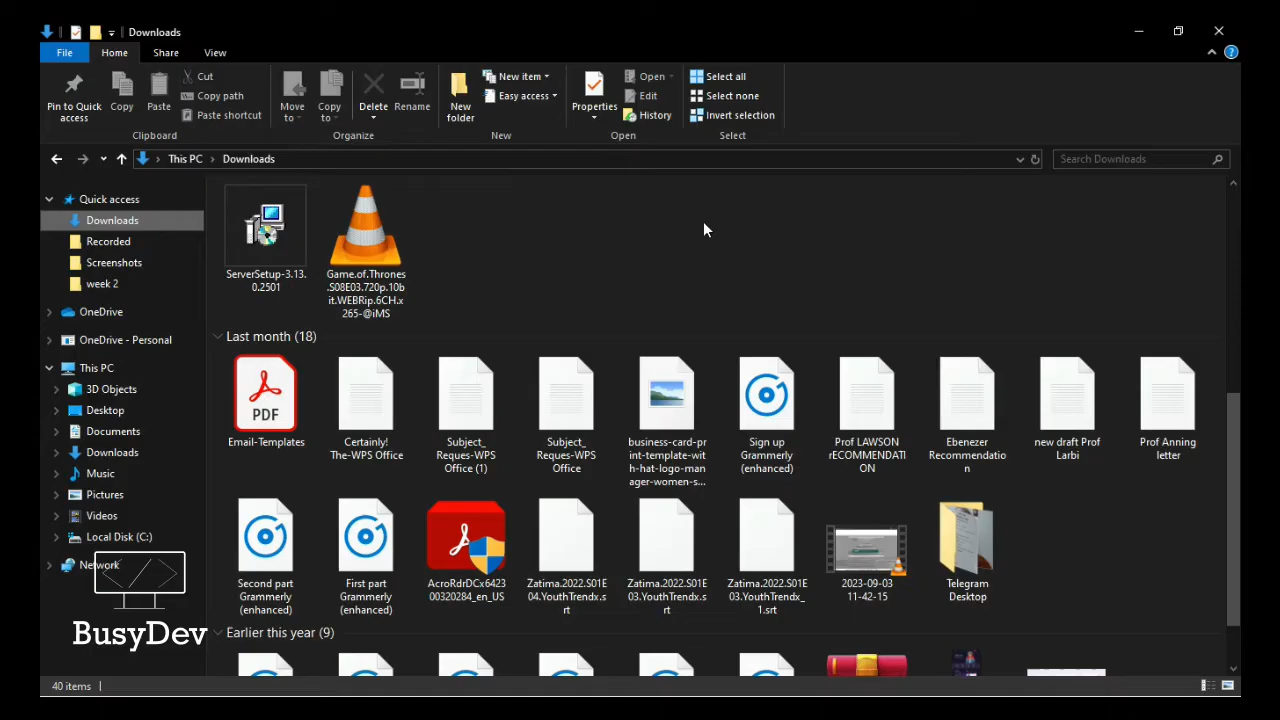 Downloads
File Home Share View
Pin to Quick access
Copy
Paste
Cut
Copy path
Paste shortcut
Clipboard
Move to
Copy to
Delete
Rename
Organize
New folder
New item
Easy access
New
Properties
Open
Edit
History
Open
Select all
Select none
Invert selection
Select
This PC > Downloads
Search Downloads
Quick access
Downloads
Recorded
Screenshots
week 2
OneDrive
OneDrive - Personal
This PC
3D Objects
Desktop
Documents
Downloads
Music
Pictures
Videos
Local Disk (C:)
Network
BusyDev
ServerSetup-3.13.
0.2501
Game.of.Thrones
.S08E03.720p.10b
it.WEBRip.6CH.x
265-@iMS
Last month (18)
PDF
Email-Templates
Certainly!
The-WPS Office
Subject_
Reques-WPS
Office (1)
Subject_
Reques-WPS
Office
business-card-pr
int-template-wit
h-hat-logo-man
ager-women-s...
Sign up
Grammerly
(enhanced)
Prof LAWSON
rECOMMENDATI
ON
Ebenezer
Recommendatio
n
new draft Prof
Larbi
Prof Anning
letter
Second part
Grammerly
(enhanced)
First part
Grammerly
(enhanced)
AcroRdrDCx6423
00320284_en_US
Zatima.2022.S01E
04.YouthTrendx.s
rt
Zatima.2022.S01E
03.YouthTrendx.s
rt
Zatima.2022.S01E
03.YouthTrendx_
1.srt
2023-09-03
11-42-15
Telegram
Desktop
Earlier this year (9)
40 items